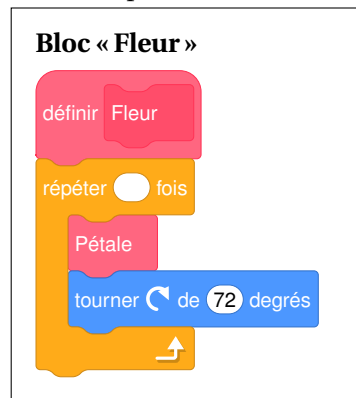 Bloc « Fleur »
définir Fleur
répéter fois
Pétale
tourner de 72 degrés